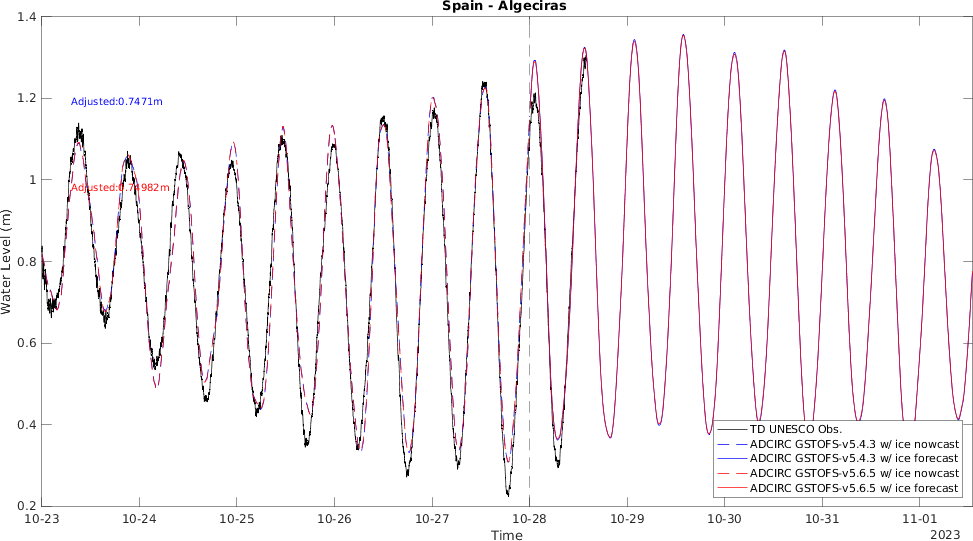 Spain - Algeciras
1.4
1.2
1
0.8
0.6
0.4
0.2
Water Level (m)
Adjusted:0.7471m
Adjusted:0.74982m
TD UNESCO Obs.
ADCIRC GSTOFS-v5.4.3 w/ ice nowcast
ADCIRC GSTOFS-v5.4.3 w/ ice forecast
ADCIRC GSTOFS-v5.6.5 w/ ice nowcast
ADCIRC GSTOFS-v5.6.5 w/ ice forecast
10-23 10-24 10-25 10-26 10-27 10-28 10-29 10-30 10-31 11-01
Time
2023